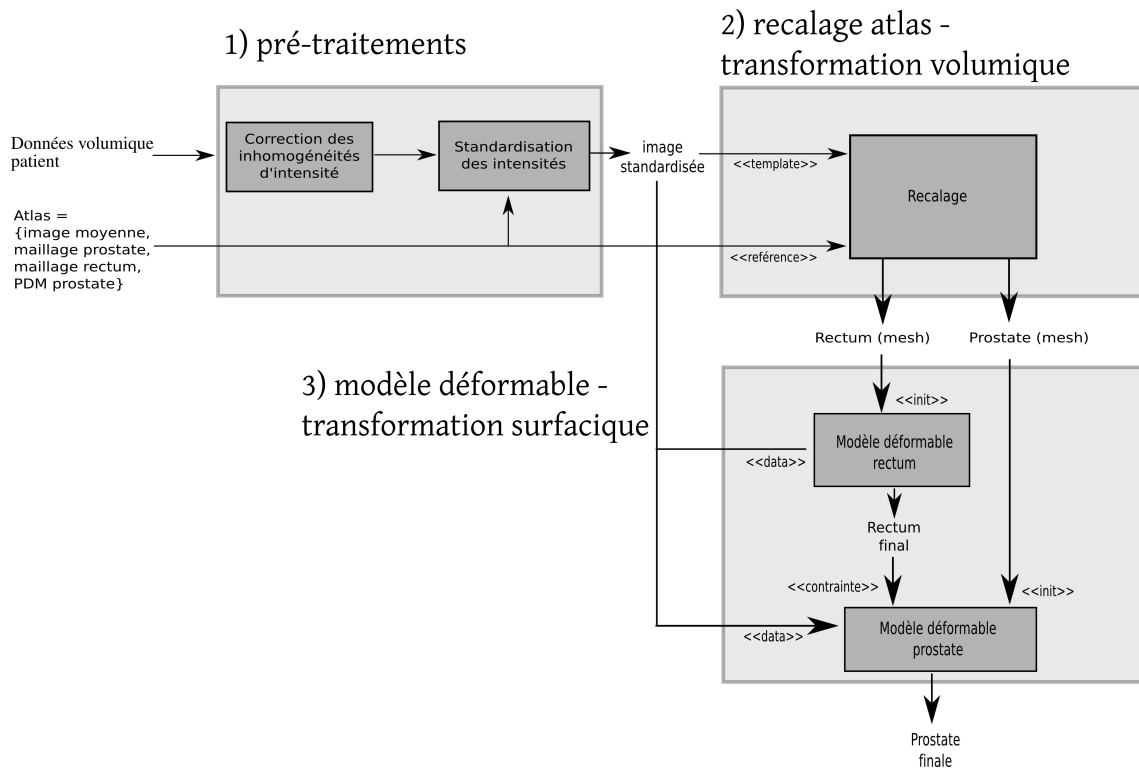 1) pré-traitements
2) recalage atlas -
transformation volumique
Données volumique
patient
Correction des
inhomogénéités
d'intensité
Standardisation
des intensités
image
standardisée
<<template>>
Recalage
Atlas =
{image moyenne,
maillage prostate,
maillage rectum,
PDM prostate}
<<reférence>>
Rectum (mesh)
Prostate (mesh)
3) modèle déformable -
transformation surfacique
<<init>>
Modèle déformable
rectum
<<data>>
Rectum
final
<<contrainte>>
<<init>>
Modèle déformable
prostate
<<data>>
Prostate
finale